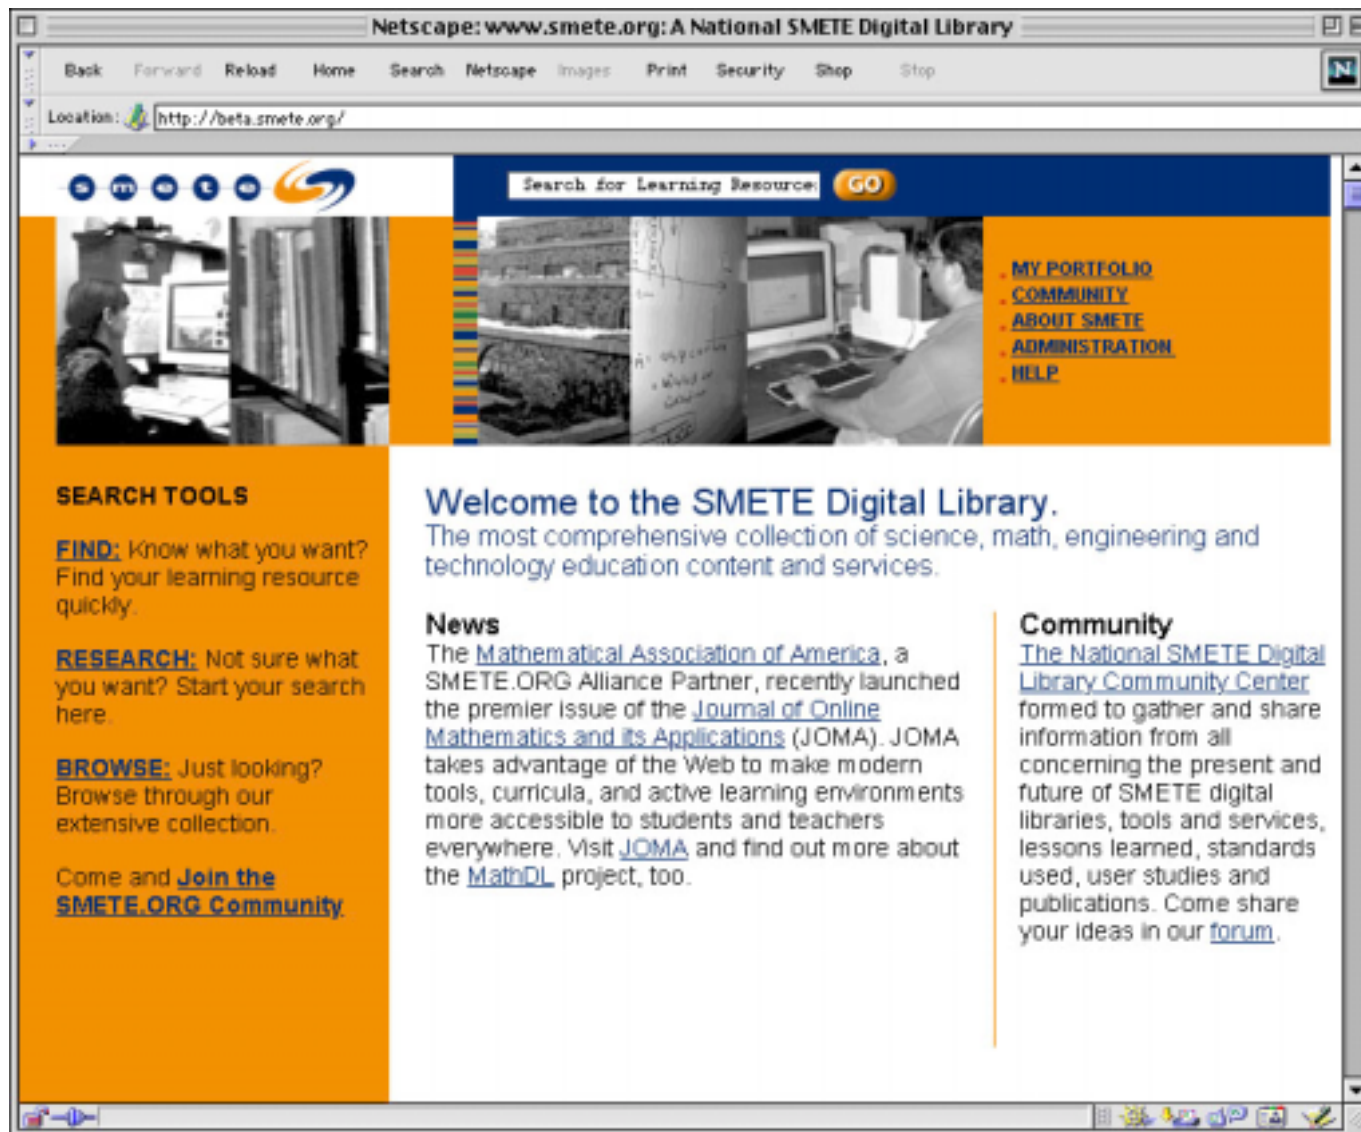 Netscape: www.smete.org: A National SMETE Digital Library
Back Forward Reload Home Search Netscape Images Print Security Shop Stop
N
Location: http://beta.smete.org/
smete
Search for Learning Resource
GO
MY PORTFOLIO
COMMUNITY
ABOUT SMETE
ADMINISTRATION
HELP
SEARCH TOOLS
FIND: Know what you want?
Find your learning resource
quickly.
RESEARCH: Not sure what
you want? Start your search
here.
BROWSE: Just looking?
Browse through our
extensive collection.
Come and Join the
SMETE.ORG Community
Welcome to the SMETE Digital Library.
The most comprehensive collection of science, math, engineering and
technology education content and services.
News
The Mathematical Association of America, a
SMETE.ORG Alliance Partner, recently launched
the premier issue of the Journal of Online
Mathematics and its Applications (JOMA). JOMA
takes advantage of the Web to make modern
tools, curricula, and active learning environments
more accessible to students and teachers
everywhere. Visit JOMA and find out more about
the MathDL project, too.
Community
The National SMETE Digital
Library Community Center
formed to gather and share
information from all
concerning the present and
future of SMETE digital
libraries, tools and services,
lessons learned, standards
used, user studies and
publications. Come share
your ideas in our forum.